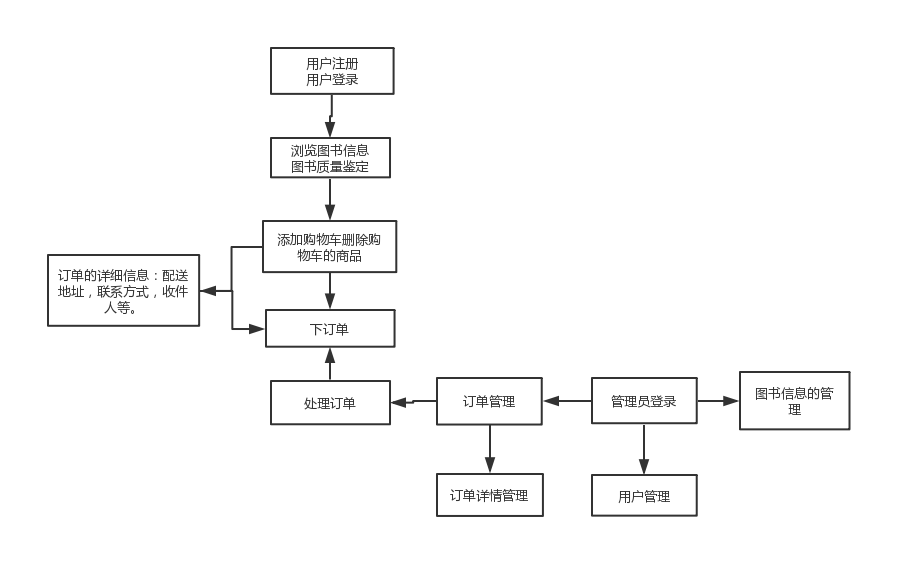 用户注册
用户登录
浏览图书信息
图书质量鉴定
添加购物车删除购
物车的商品
订单的详细信息：配送
地址，联系方式，收件
人等。
下订单
处理订单
订单管理
管理员登录
图书信息的管
理
订单详情管理
用户管理